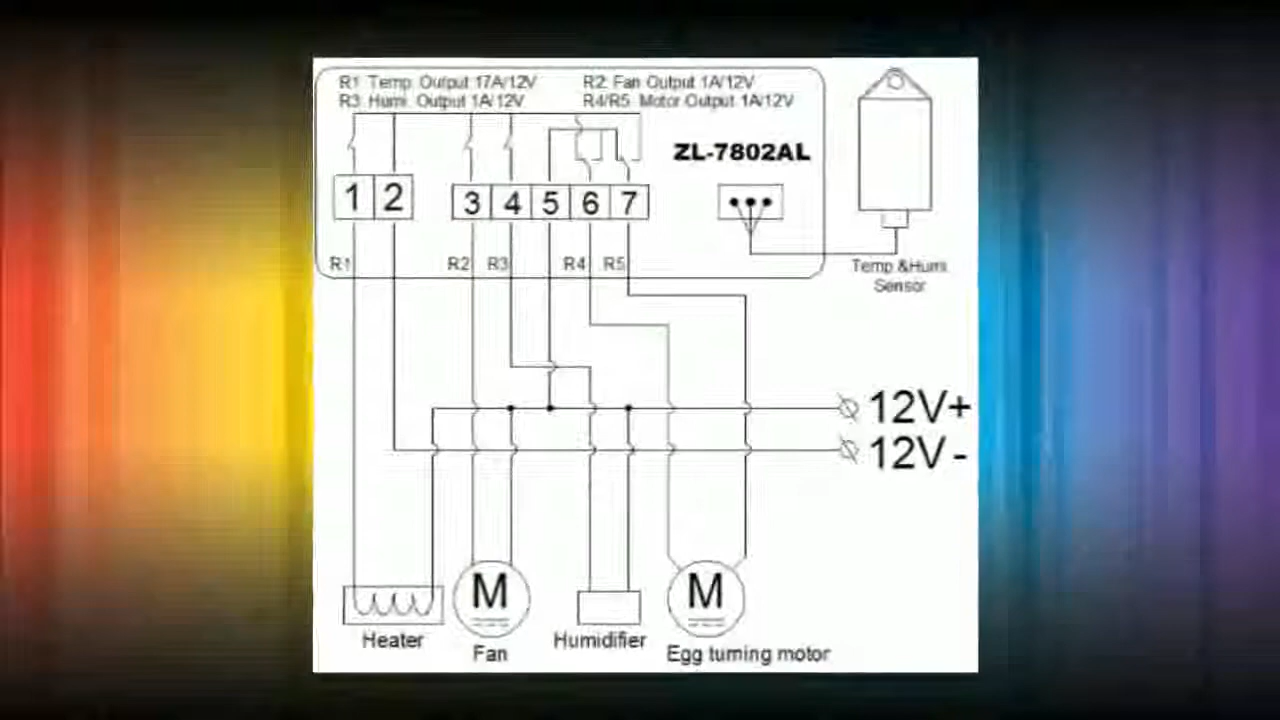 R1 Temp. Output 17A/12V R2: Fan Output 1A/12V
R3: Humi. Output 1A/12V R4/R5: Motor Output 1A/12V
ZL-7802AL
1 2 3 4 5 6 7
R1 R2 R3 R4 R5
Temp &Humi.
Sensor
12V+
12V-
M M
Heater Humidifier
Fan Egg turning motor